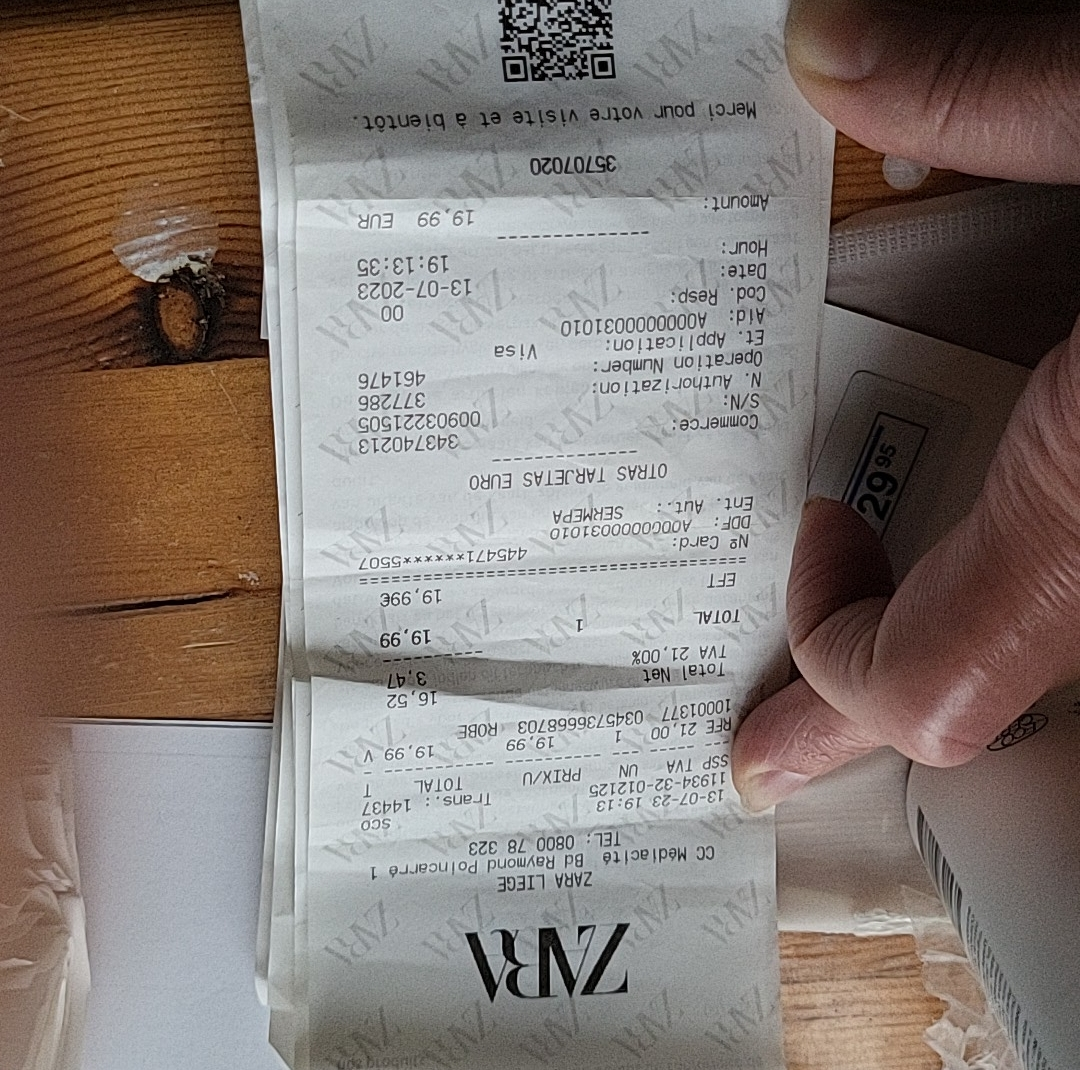 ZARA
ZARA LIEGE
CC Médiacité Bd Raymond Poincarré 1
TEL: 0800 78 323
SCO
13-07-23 19:13 Trans.: 14437
11934-32-012125
SSP TVA UN PRIX/U TOTAL T
RFE 21,00 1 19,99 19,99 V
10001377 0345736668703 ROBE
Total Net 16,52
TVA 21,00% 3,47
TOTAL 1 19,99
EFT 19,99€
Nº Card: 445471*******5507
DDF: A0000000031010
Ent. Aut.: SERMEPA
OTRAS TARJETAS EURO
Commerce: 343740213
S/N: 00903221505
N. Authorization: 377286
Operation Number: 461476
Et. Application: Visa
Aid: A0000000031010
Cod. Resp: 00
Date: 13-07-2023
Hour: 19:13:35
Amount: 19,99 EUR
35707020
Merci pour votre visite et à bientôt.
29 95